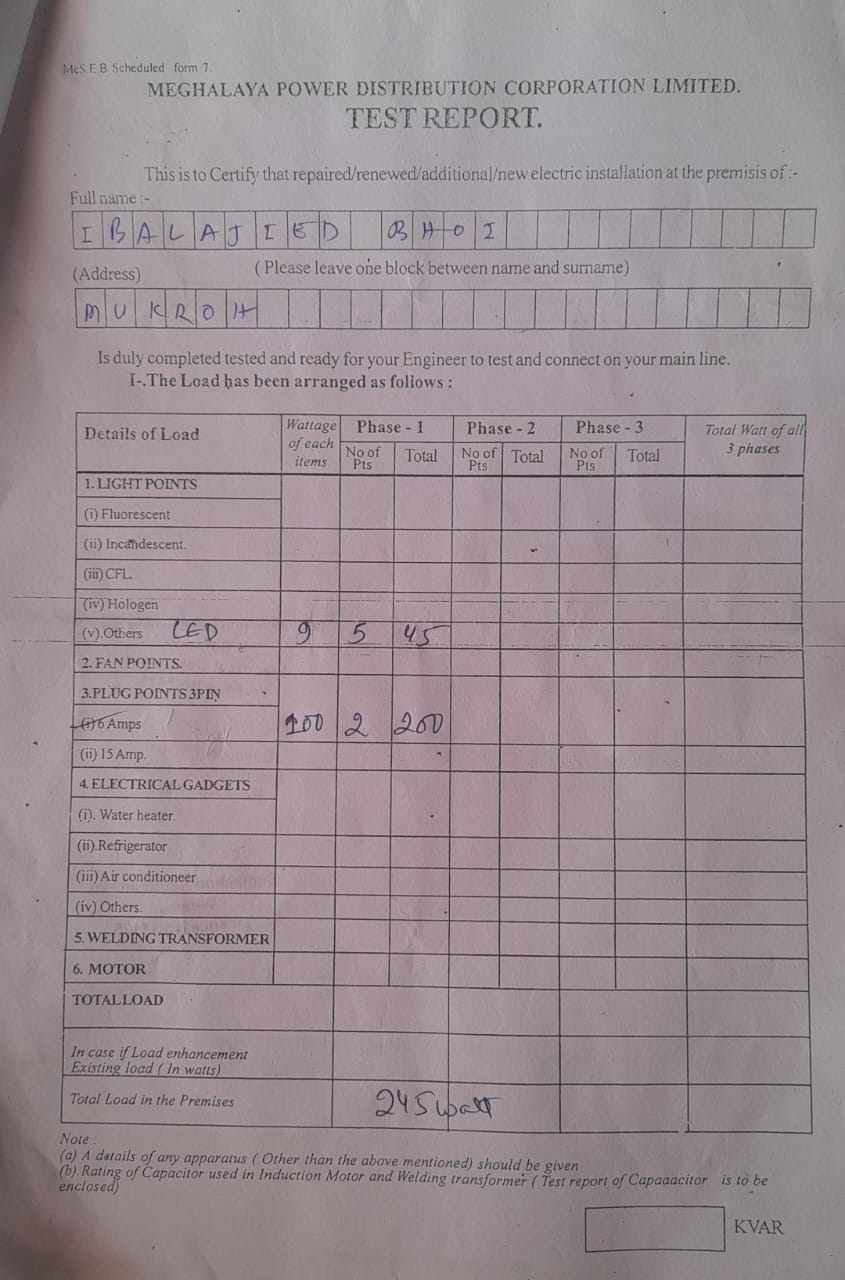 MeS.E.B Scheduled form 7.
MEGHALAYA POWER DISTRIBUTION CORPORATION LIMITED.
TEST REPORT.
This is to Certify that repaired/renewed/additional/new electric installation at the premisis of :-
Full name :-
IBALAJIED BHOI
(Address) ( Please leave one block between name and surname)
MUKROH
Is duly completed tested and ready for your Engineer to test and connect on your main line.
I-.The Load has been arranged as follows :
Details of Load Wattage of each items Phase - 1 Phase - 2 Phase - 3 Total Watt of all 3 phases
No of Pts Total No of Pts Total No of Pts Total
1. LIGHT POINTS
(i) Fluorescent
(ii) Incandescent.
(iii) CFL.
(iv) Hologen
(v).Others LED 9 5 45
2. FAN POINTS.
3.PLUG POINTS 3PIN
(i) 6 Amps 100 2 200
(ii) 15 Amp.
4. ELECTRICAL GADGETS
(i). Water heater.
(ii).Refrigerator
(iii) Air conditioneer
(iv) Others.
5. WELDING TRANSFORMER
6. MOTOR
TOTAL LOAD
In case if Load enhancement
Existing load ( In watts)
Total Load in the Premises 245 watt
Note :
(a) A details of any apparatus ( Other than the above mentioned) should be given
(b). Rating of Capacitor used in Induction Motor and Welding transformer ( Test report of Capaaacitor is to be
enclosed)
KVAR